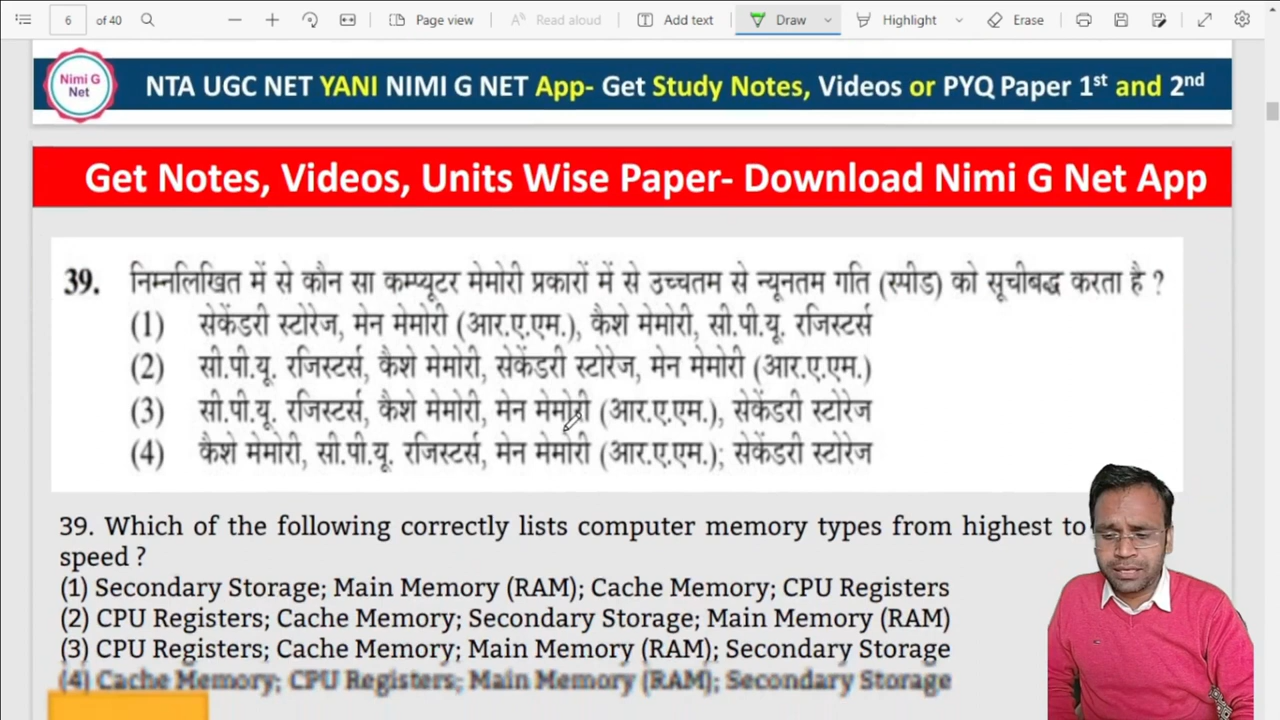 6 of 40 Page view Read aloud Add text Draw Highlight Erase
Nimi G
Net
NTA UGC NET YANI NIMI G NET App- Get Study Notes, Videos or PYQ Paper 1st and 2nd
Get Notes, Videos, Units Wise Paper- Download Nimi G Net App
39. निम्नलिखित में से कौन सा कम्प्यूटर मेमोरी प्रकारों में से उच्चतम से न्यूनतम गति (स्पीड) को सूचीबद्ध करता है ?
(1) सेकेंडरी स्टोरेज, मेन मेमोरी (आर.ए.एम.), कैशे मेमोरी, सी.पी.यू. रजिस्टर्स
(2) सी.पी.यू. रजिस्टर्स, कैशे मेमोरी, सेकेंडरी स्टोरेज, मेन मेमोरी (आर.ए.एम.)
(3) सी.पी.यू. रजिस्टर्स, कैशे मेमोरी, मेन मेमोरी (आर.ए.एम.), सेकेंडरी स्टोरेज
(4) कैशे मेमोरी, सी.पी.यू. रजिस्टर्स, मेन मेमोरी (आर.ए.एम.); सेकेंडरी स्टोरेज
39. Which of the following correctly lists computer memory types from highest to
speed ?
(1) Secondary Storage; Main Memory (RAM); Cache Memory; CPU Registers
(2) CPU Registers; Cache Memory; Secondary Storage; Main Memory (RAM)
(3) CPU Registers; Cache Memory; Main Memory (RAM); Secondary Storage
(4) Cache Memory; CPU Registers; Main Memory (RAM); Secondary Storage